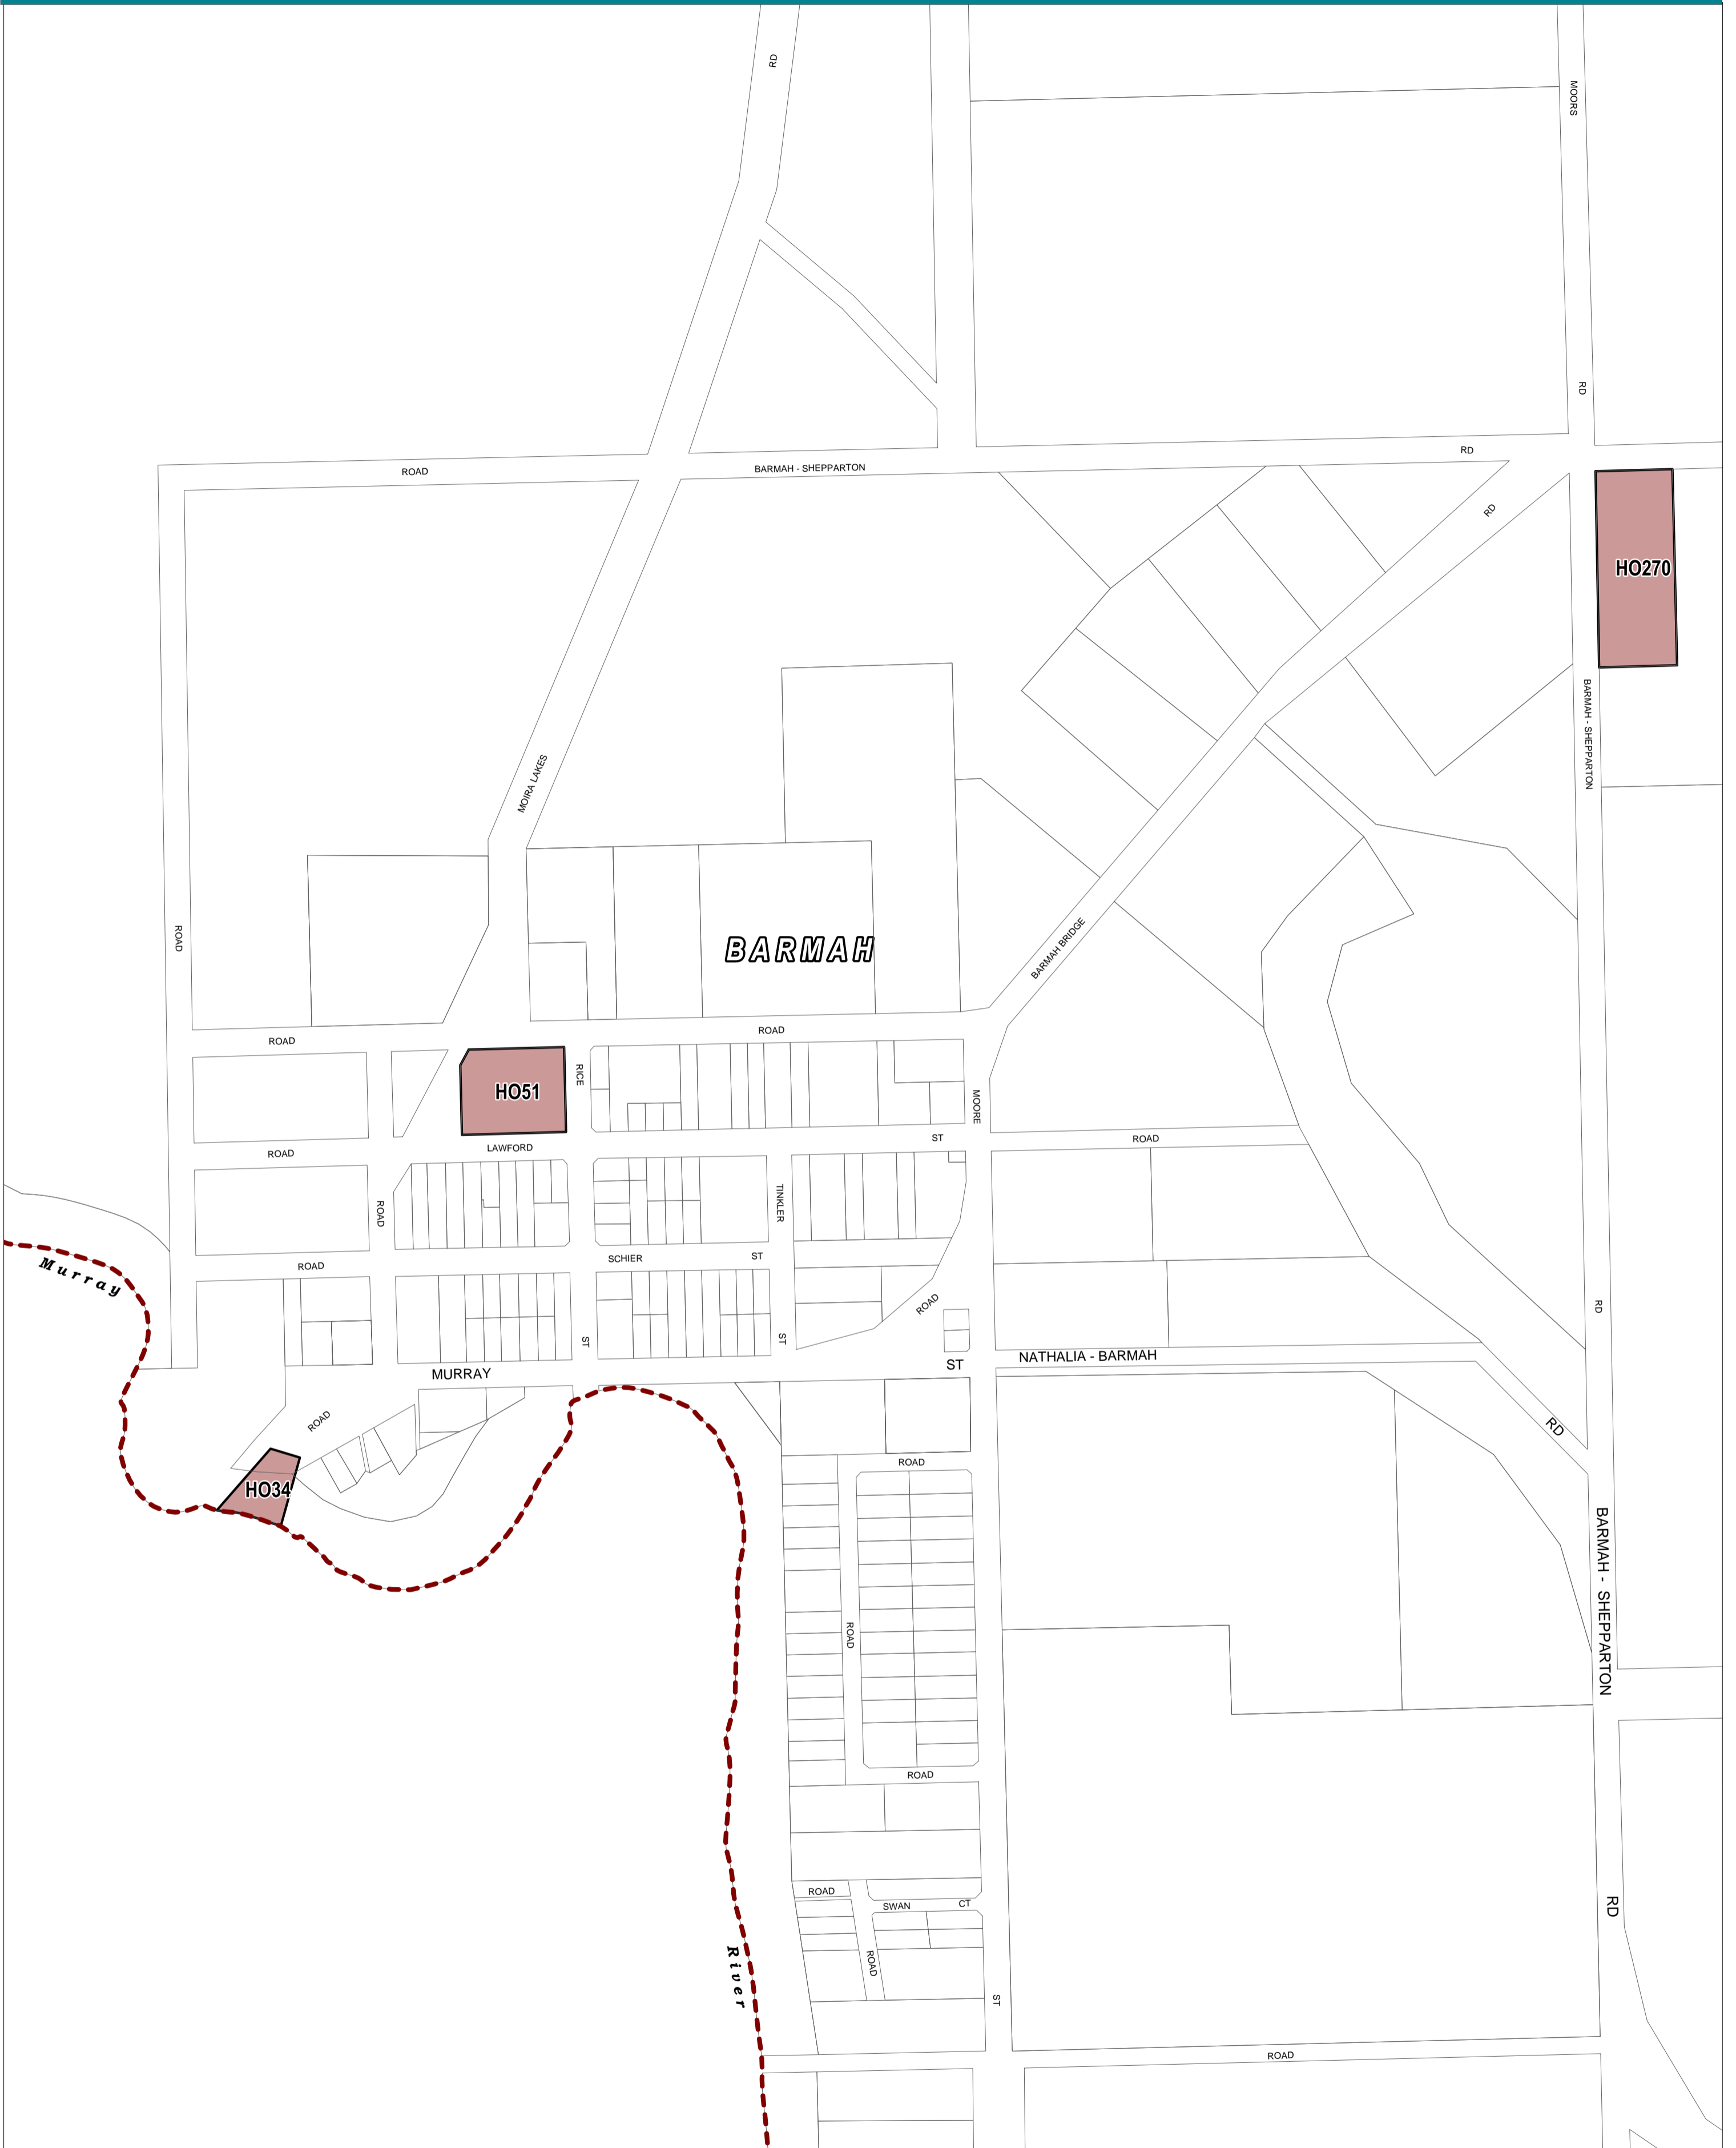 RD
MOORS
RD
ROAD
BARMAH - SHEPPARTON
RD
RD
HO270
BARMAH - SHEPPARTON
MOIRA LAKES
ROAD
BARMAH
BARMAH BRIDGE
ROAD
ROAD
RICE
HO51
MOORE
ROAD
LAWFORD
ST
ROAD
ROAD
TINKLER
SCHIER
ST
ROAD
Murray
ROAD
RD
ST
ST
MURRAY
ST
NATHALIA - BARMAH
ROAD
RD
HO34
ROAD
BARMAH - SHEPPARTON
ROAD
ROAD
ROAD
SWAN
CT
RD
ROAD
River
ST
ROAD